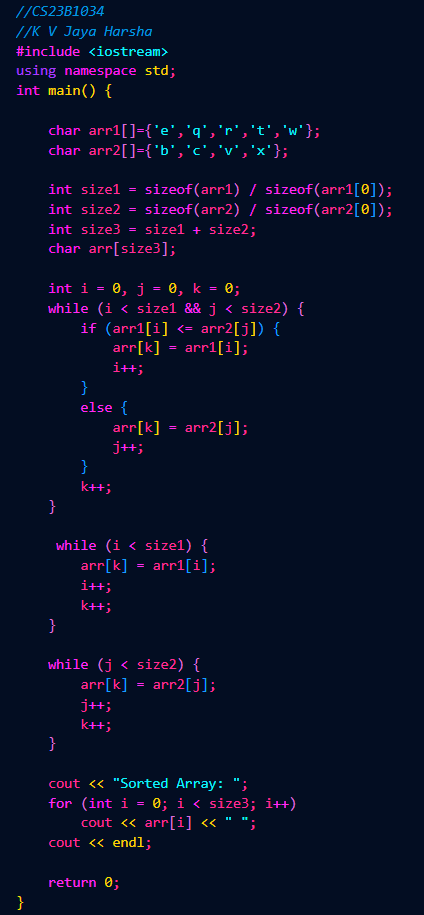 //CS23B1034
//K V Jaya Harsha
#include <iostream>
using namespace std;
int main() {
char arr1[]={'e','q','r','t','w'};
char arr2[]={'b','c','v','x'};
int size1 = sizeof(arr1) / sizeof(arr1[0]);
int size2 = sizeof(arr2) / sizeof(arr2[0]);
int size3 = size1 + size2;
char arr[size3];
int i = 0, j = 0, k = 0;
while (i < size1 && j < size2) {
if (arr1[i] <= arr2[j]) {
arr[k] = arr1[i];
i++;
}
else {
arr[k] = arr2[j];
j++;
}
k++;
}
while (i < size1) {
arr[k] = arr1[i];
i++;
k++;
}
while (j < size2) {
arr[k] = arr2[j];
j++;
k++;
}
cout << "Sorted Array: ";
for (int i = 0; i < size3; i++)
cout << arr[i] << " ";
cout << endl;
return 0;
}